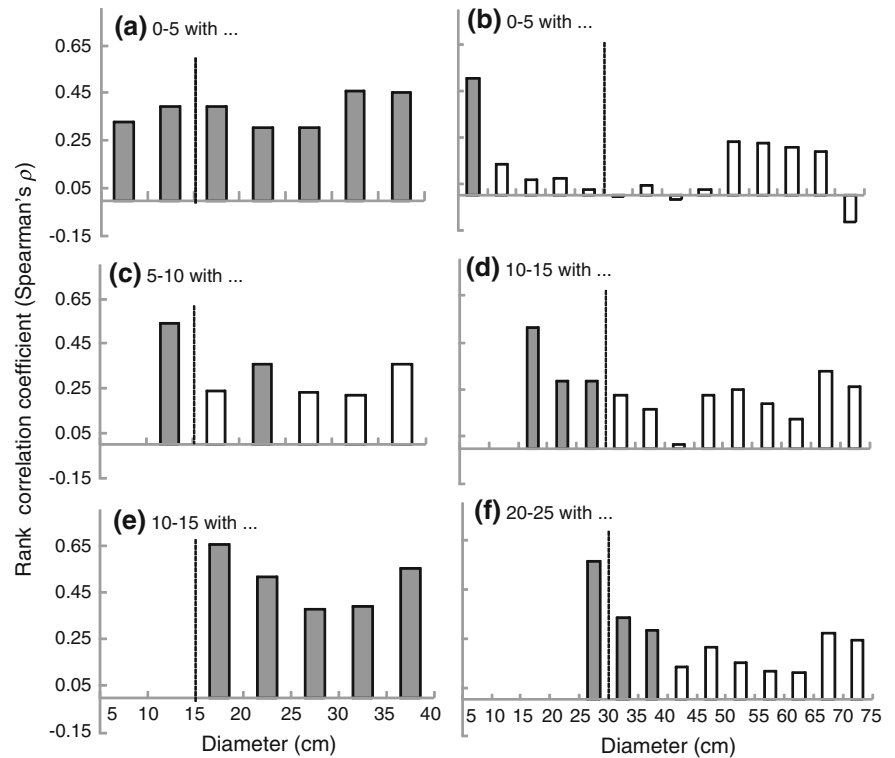 Rank correlation coefficient (Spearman's ρ)
(a) 0-5 with ...
0.65
0.45
0.25
0.05
-0.15
(b) 0-5 with ...
(c) 5-10 with ...
0.65
0.45
0.25
0.05
-0.15
(d) 10-15 with ...
(e) 10-15 with ...
0.65
0.45
0.25
0.05
-0.15
5 10 15 20 25 30 35 40
Diameter (cm)
(f) 20-25 with ...
5 10 15 20 25 30 35 40 45 50 55 60 65 70 75
Diameter (cm)